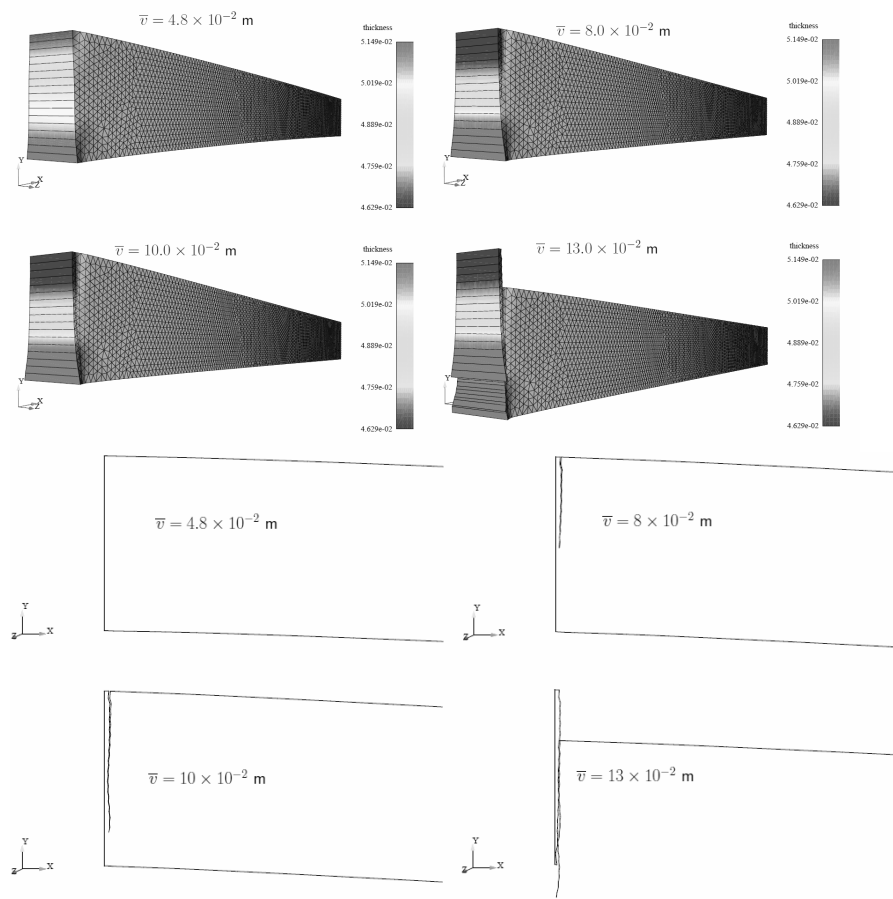 v̅ = 4.8 × 10⁻² m
thickness
5.149e-02
5.019e-02
4.889e-02
4.759e-02
4.629e-02
Y
X
Z
v̅ = 8.0 × 10⁻² m
thickness
5.149e-02
5.019e-02
4.889e-02
4.759e-02
4.629e-02
Y
X
Z
v̅ = 10.0 × 10⁻² m
thickness
5.149e-02
5.019e-02
4.889e-02
4.759e-02
4.629e-02
Y
X
Z
v̅ = 13.0 × 10⁻² m
thickness
5.149e-02
5.019e-02
4.889e-02
4.759e-02
4.629e-02
Y
v̅ = 4.8 × 10⁻² m
Y
Z X
v̅ = 8 × 10⁻² m
Y
Z X
v̅ = 10 × 10⁻² m
Y
Z X
v̅ = 13 × 10⁻² m
Y
Z X